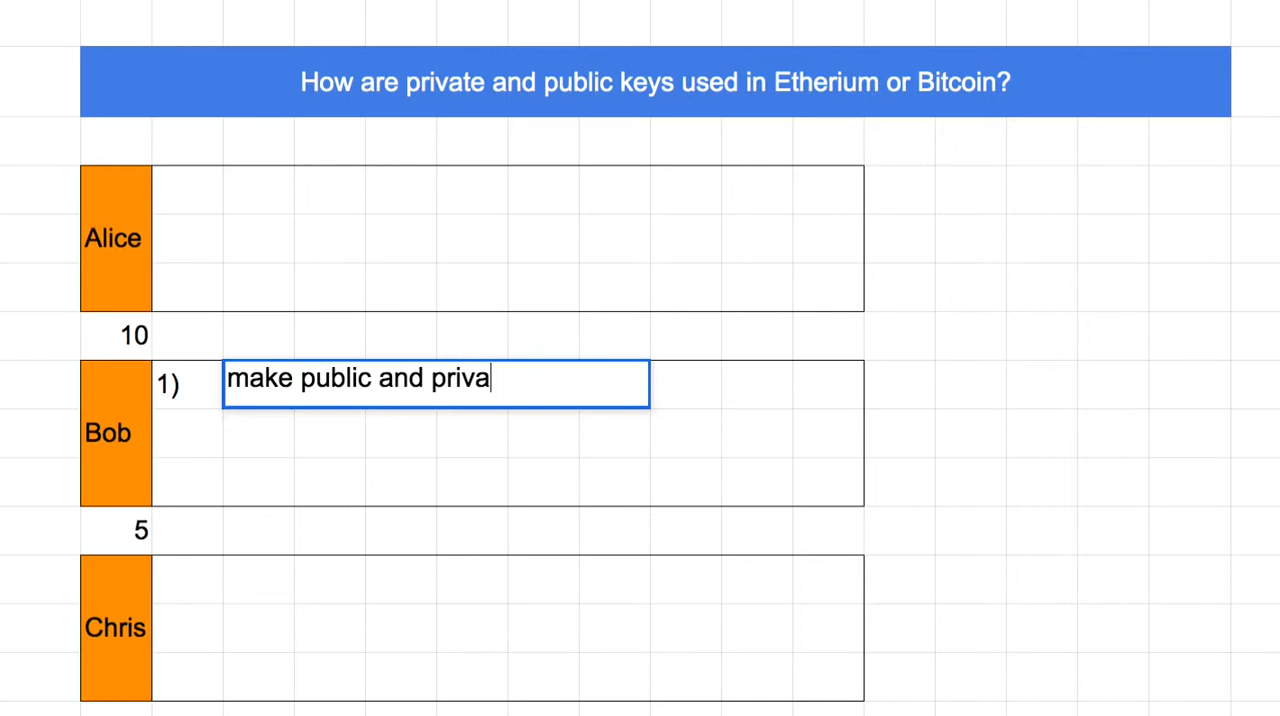 How are private and public keys used in Etherium or Bitcoin?
Alice
10
1) make public and priva
Bob
5
Chris